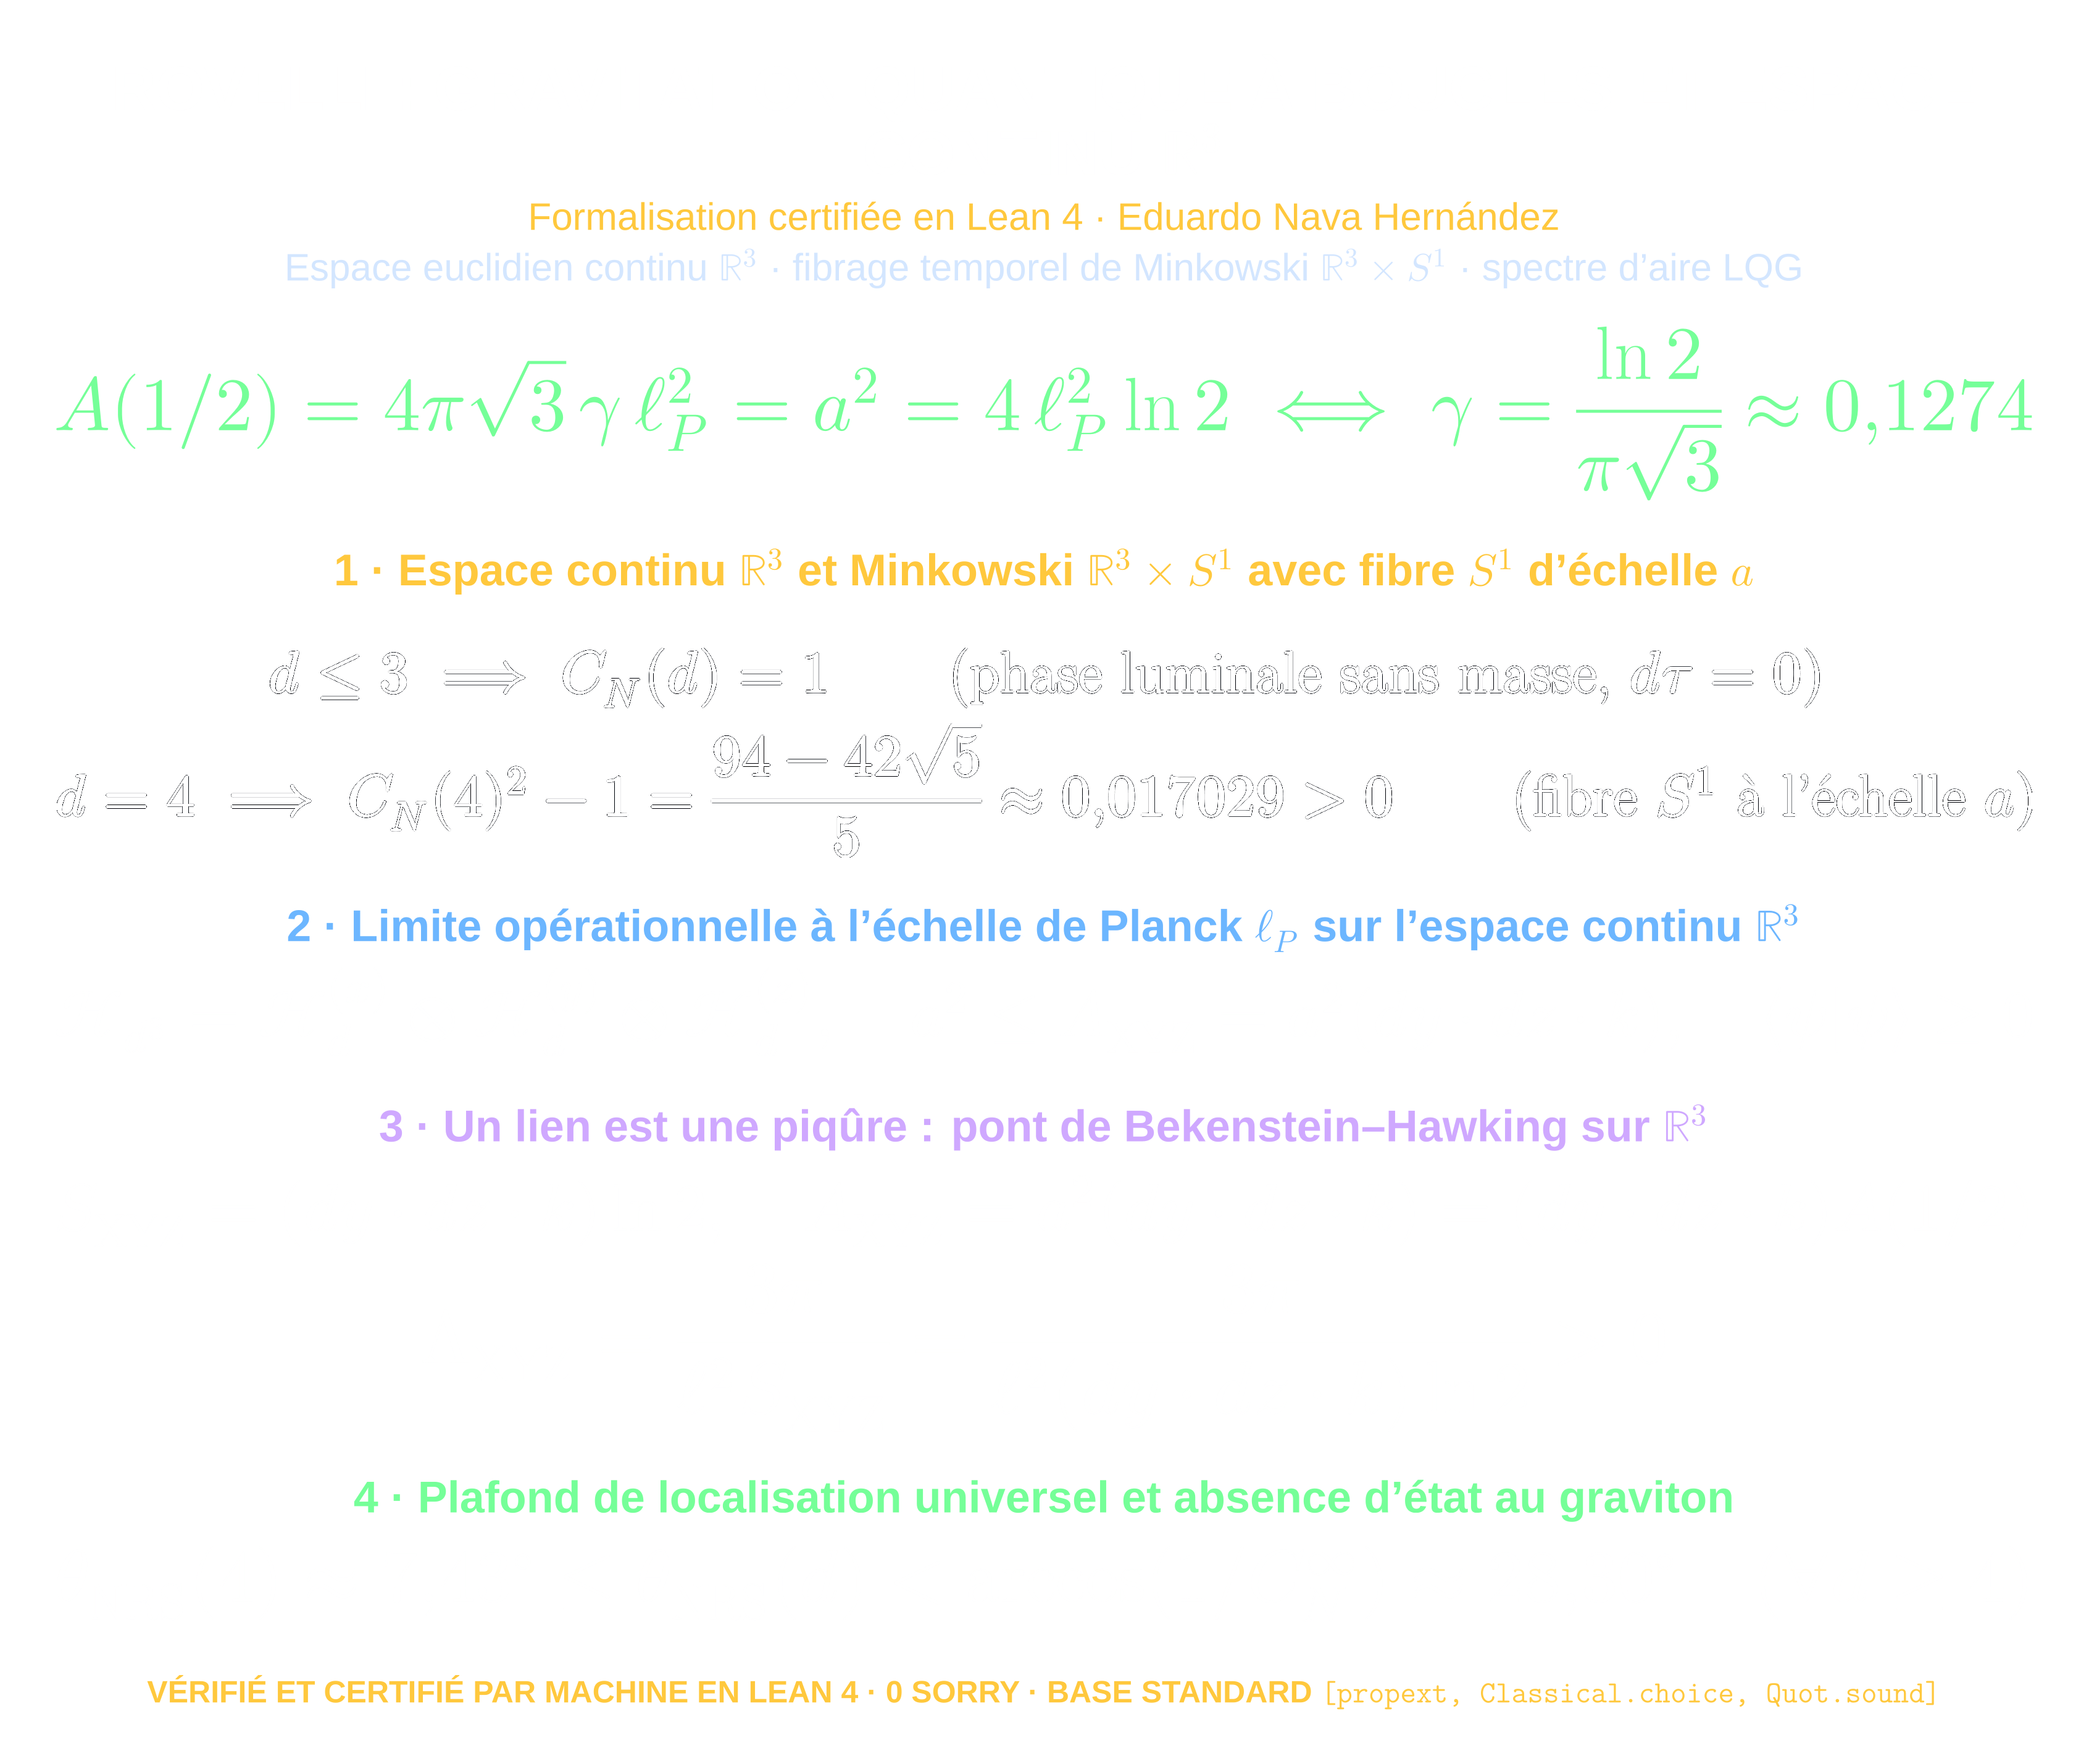 Formalisation certifiée en Lean 4 · Eduardo Nava Hernández
Espace euclidien continu ℝ³ · fibrage temporel de Minkowski ℝ³ × S¹ · spectre d’aire LQG
A(1/2) = 4π√3 γ ℓ_P² = a² = 4 ℓ_P² ln 2 ⟺ γ = ln 2 / (π√3) ≈ 0,1274
1 · Espace continu ℝ³ et Minkowski ℝ³ × S¹ avec fibre S¹ d’échelle a
d ≤ 3 ⟹ C_N(d) = 1 (phase luminale sans masse, dτ = 0)
d = 4 ⟹ C_N(4)² − 1 = (94 − 42√5) / 5 ≈ 0,017029 > 0 (fibre S¹ à l’échelle a)
2 · Limite opérationnelle à l’échelle de Planck ℓ_P sur l’espace continu ℝ³
3 · Un lien est une piqûre : pont de Bekenstein–Hawking sur ℝ³
4 · Plafond de localisation universel et absence d’état au graviton
VÉRIFIÉ ET CERTIFIÉ PAR MACHINE EN LEAN 4 · 0 SORRY · BASE STANDARD [propext, Classical.choice, Quot.sound]